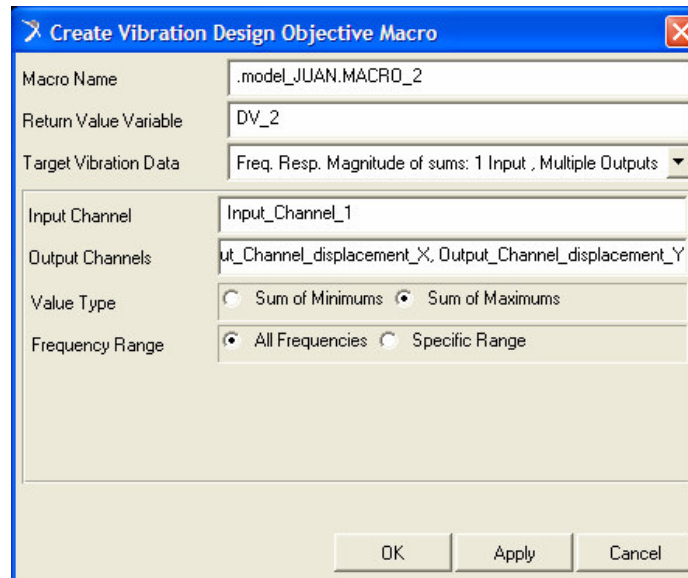 Create Vibration Design Objective Macro
Macro Name .model_JUAN.MACRO_2
Return Value Variable DV_2
Target Vibration Data Freq. Resp. Magnitude of sums: 1 Input , Multiple Outputs
Input Channel Input_Channel_1
Output Channels ut_Channel_displacement_X, Output_Channel_displacement_Y
Value Type Sum of Minimums Sum of Maximums
Frequency Range All Frequencies Specific Range
OK Apply Cancel